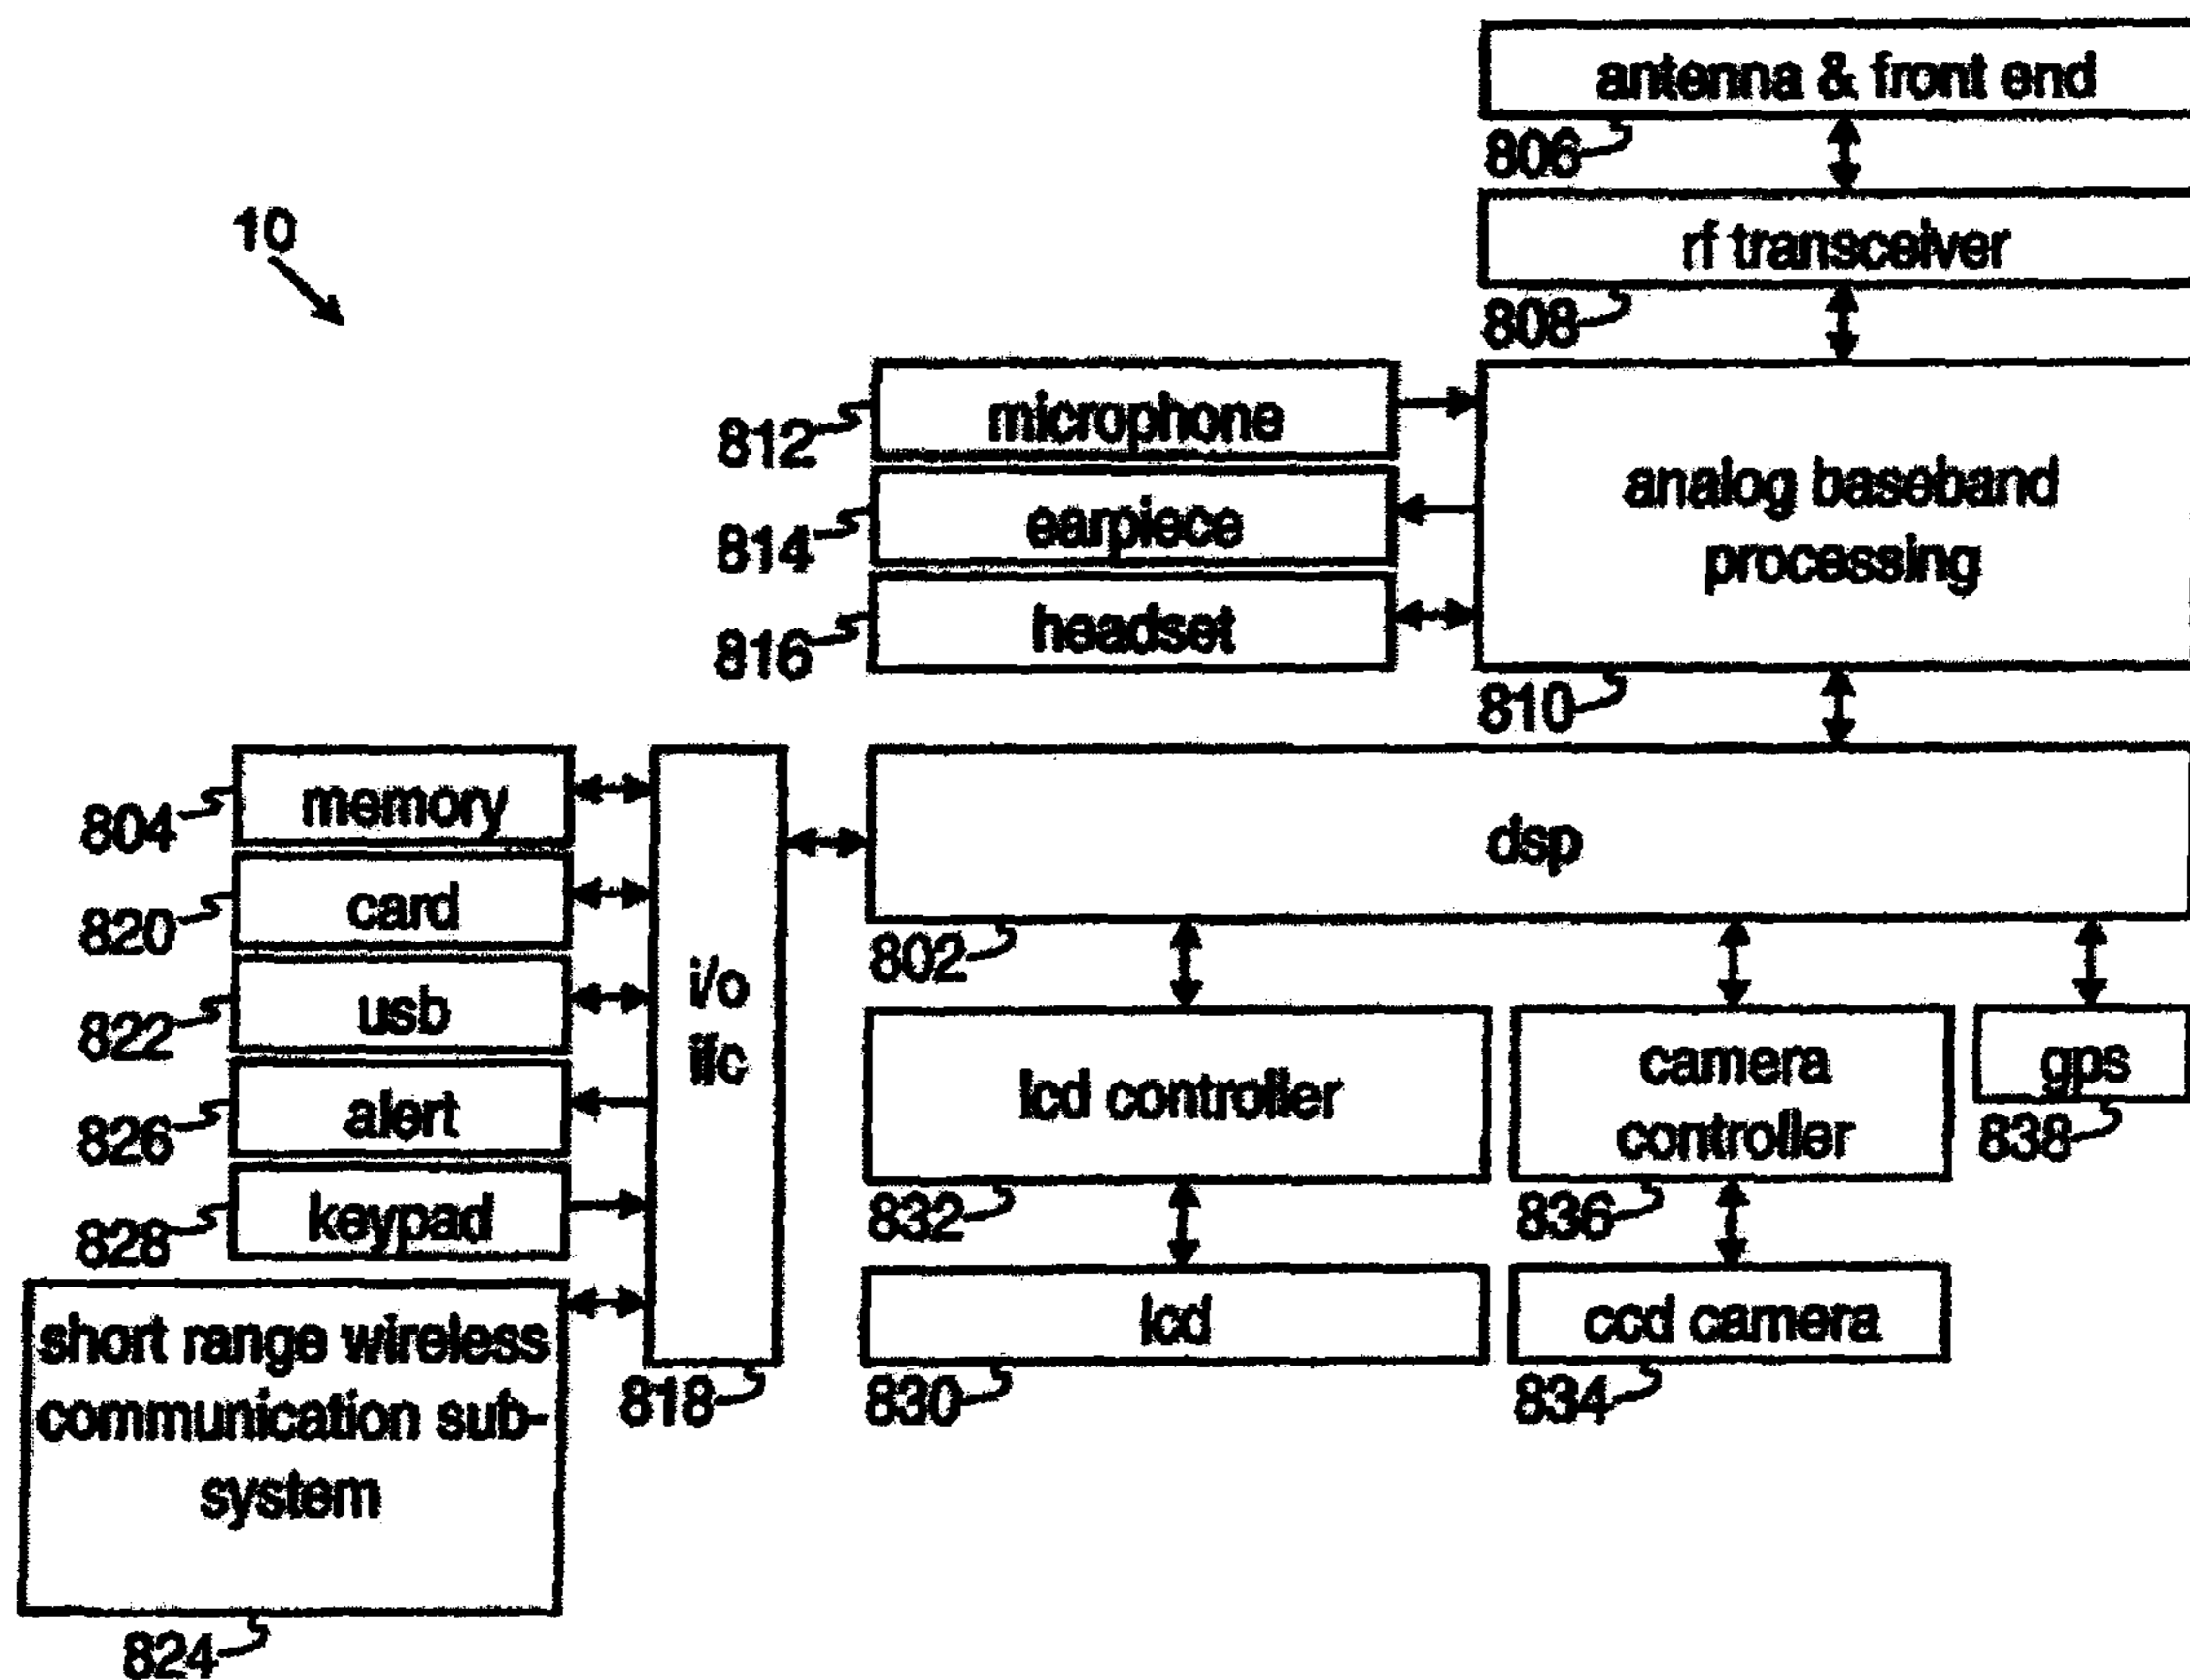 antenna & front end
806
10
rf transceiver
808
812
microphone
814
earpiece
816
headset
analog baseband
processing
810
804
memory
820
card
822
usb
826
alert
828
keypad
short range wireless
communication sub-
system
824
i/o
ifc
818
dsp
802
lcd controller
832
camera
controller
836
gps
838
lcd
830
ccd camera
834